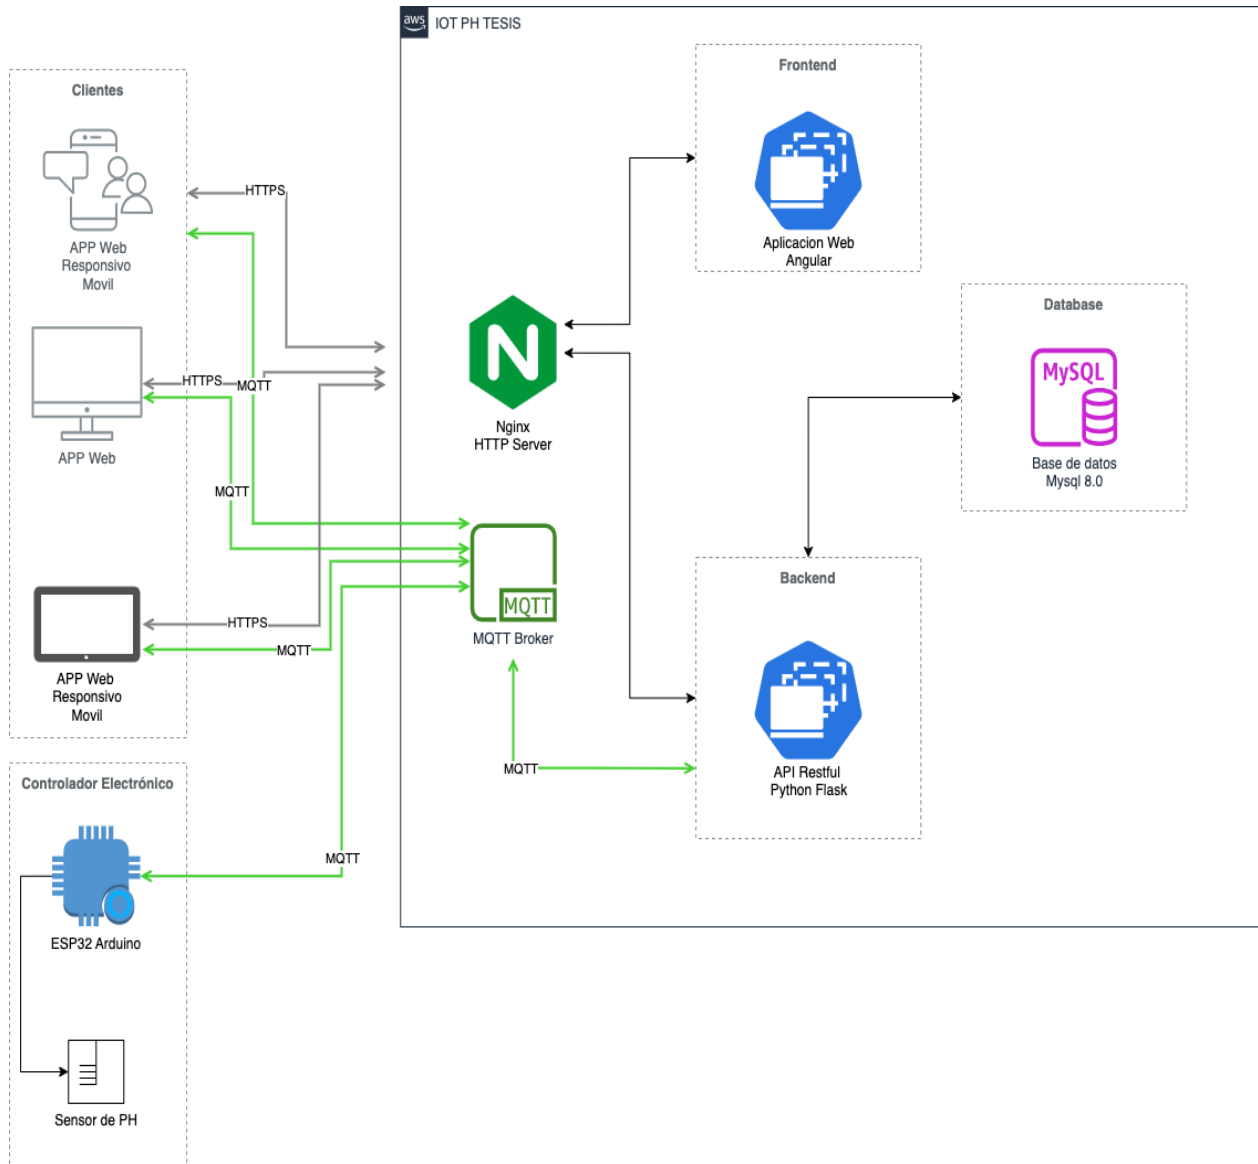 aws
IOT PH TESIS
Clientes
APP Web
Responsivo
Movil
APP Web
APP Web
Responsivo
Movil
HTTPS
HTTPS
MQTT
MQTT
HTTPS
MQTT
MQTT
Controlador Electrónico
ESP32 Arduino
Sensor de PH
N
Nginx
HTTP Server
MQTT
MQTT Broker
MQTT
Frontend
Aplicacion Web
Angular
Database
MySQL
Base de datos
Mysql 8.0
Backend
API Restful
Python Flask